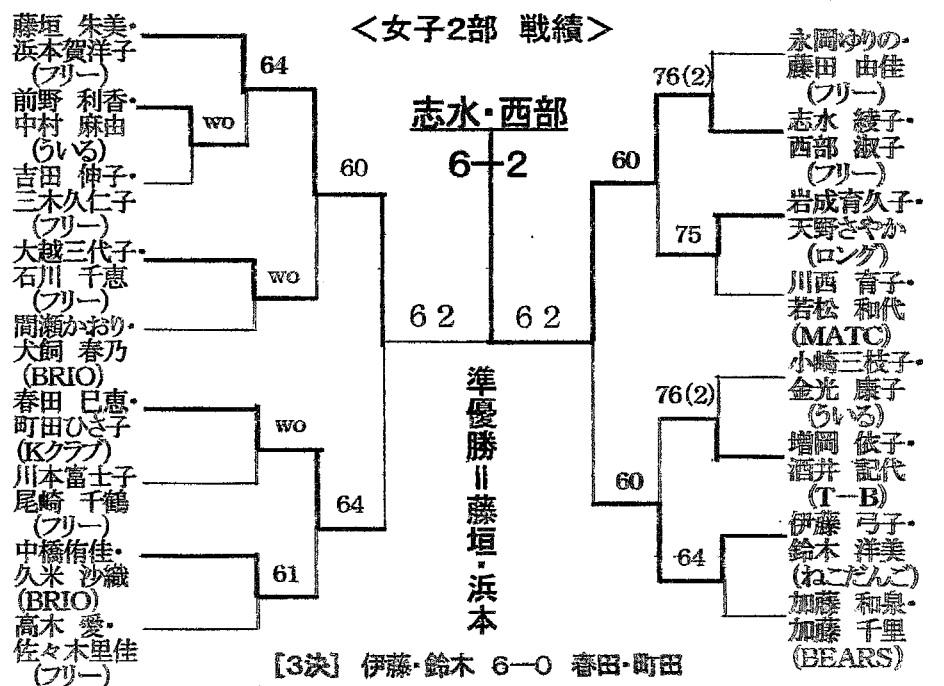 ＜女子2部 戦績＞
藤垣 朱美・
浜本賀洋子
(フリー)
前野 利香・
中村 麻由
(ういる)
吉田 伸子・
三木久仁子
(フリー)
大越三代子・
石川 千恵
(フリー)
間瀬かおり・
犬飼 春乃
(BRIO)
春田 巳恵・
町田ひさ子
(Kクラブ)
川本富士子・
尾崎 千鶴
(フリー)
中橋侑佳・
久米 沙織
(BRIO)
高木 愛・
佐々木里佳
(フリー)
64
wo
60
wo
62
wo
64
61
志水・西部
6－2
準優勝＝藤垣・浜本
62
76(2)
60
75
76(2)
60
64
永岡ゆりの・
藤田 由佳
(フリー)
志水 綾子・
西部 淑子
(フリー)
岩成育久子・
天野さやか
(ロング)
川西 育子・
若松 和代
(MATC)
小崎三枝子・
金光 康子
(ういる)
増岡 依子・
酒井 記代
(T－B)
伊藤 弓子・
鈴木 洋美
(ねこだんご)
加藤 和泉・
加藤 千里
(BEARS)
[3決] 伊藤・鈴木 6－0 春田・町田